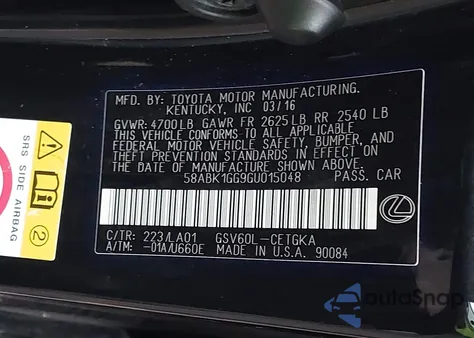 MFD. BY: TOYOTA MOTOR MANUFACTURING.
KENTUCKY, INC 03/16
GVWR: 4700LB GAWR FR 2625LB RR 2540 LB
THIS VEHICLE CONFORMS TO ALL APPLICABLE
FEDERAL MOTOR VEHICLE SAFETY, BUMPER, AND
THEFT PREVENTION STANDARDS IN EFFECT ON
THE DATE OF MANUFACTURE SHOWN ABOVE.
58ABK1GG9GU015048 PASS. CAR
C/TR: 223/LA01 GSV60L-CETGKA
A/TM: -01A/U660E MADE IN U.S.A. 90084
SRS SIDE AIRBAG
2
autoSnap